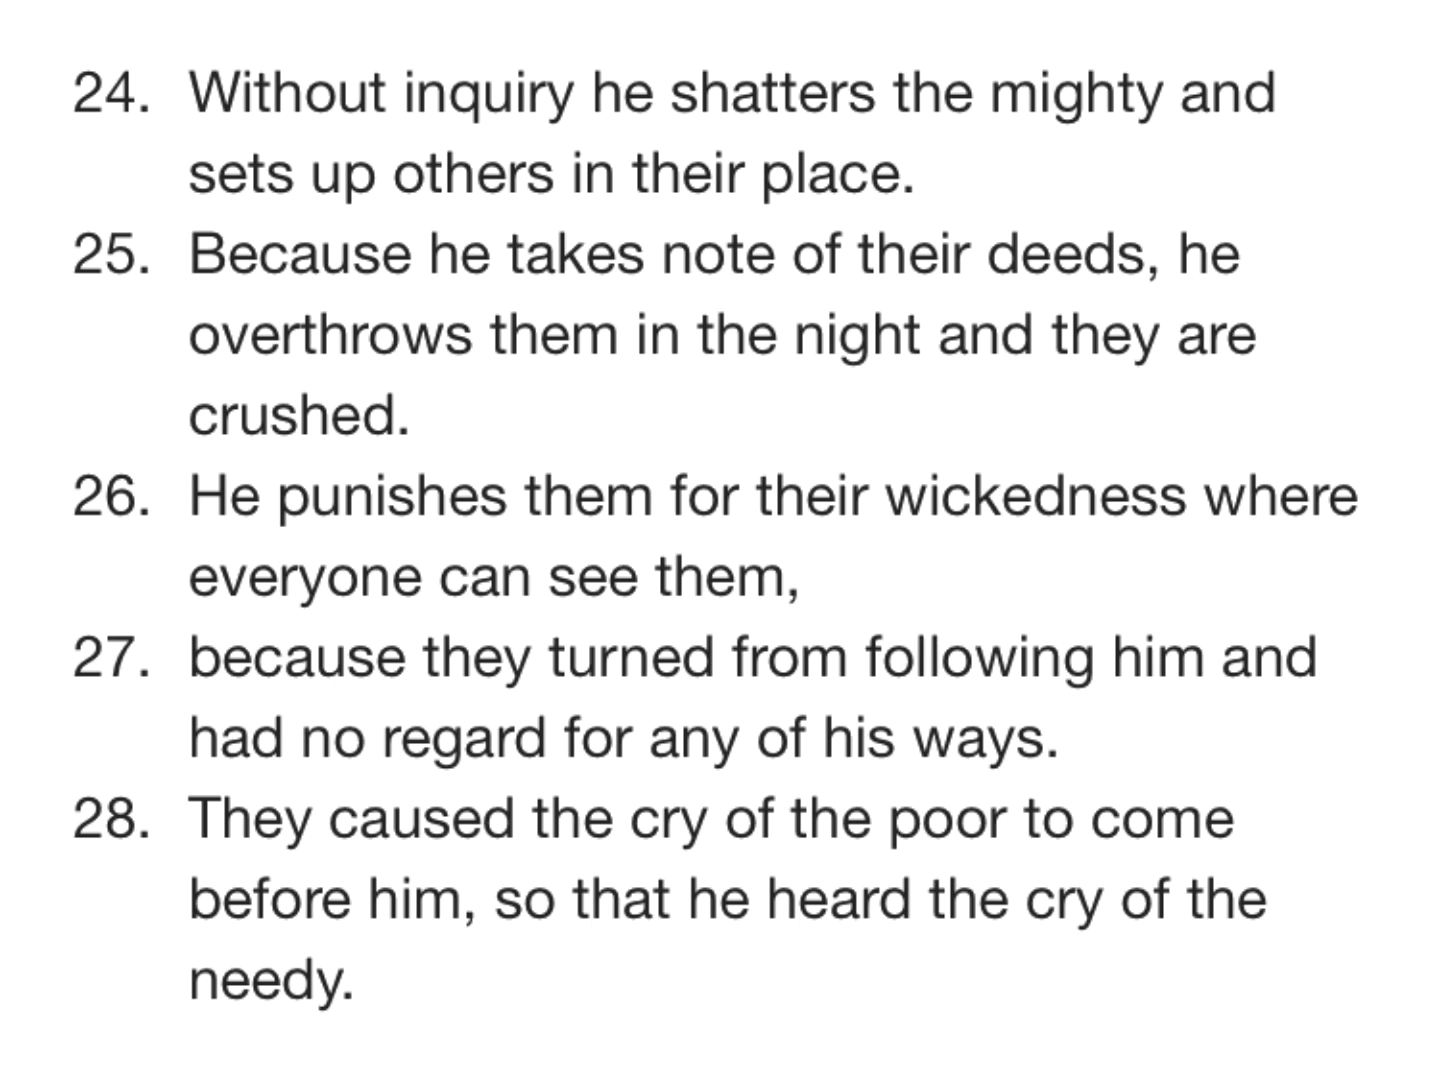 24. Without inquiry he shatters the mighty and
sets up others in their place.
25. Because he takes note of their deeds, he
overthrows them in the night and they are
crushed.
26. He punishes them for their wickedness where
everyone can see them,
27. because they turned from following him and
had no regard for any of his ways.
28. They caused the cry of the poor to come
before him, so that he heard the cry of the
needy.